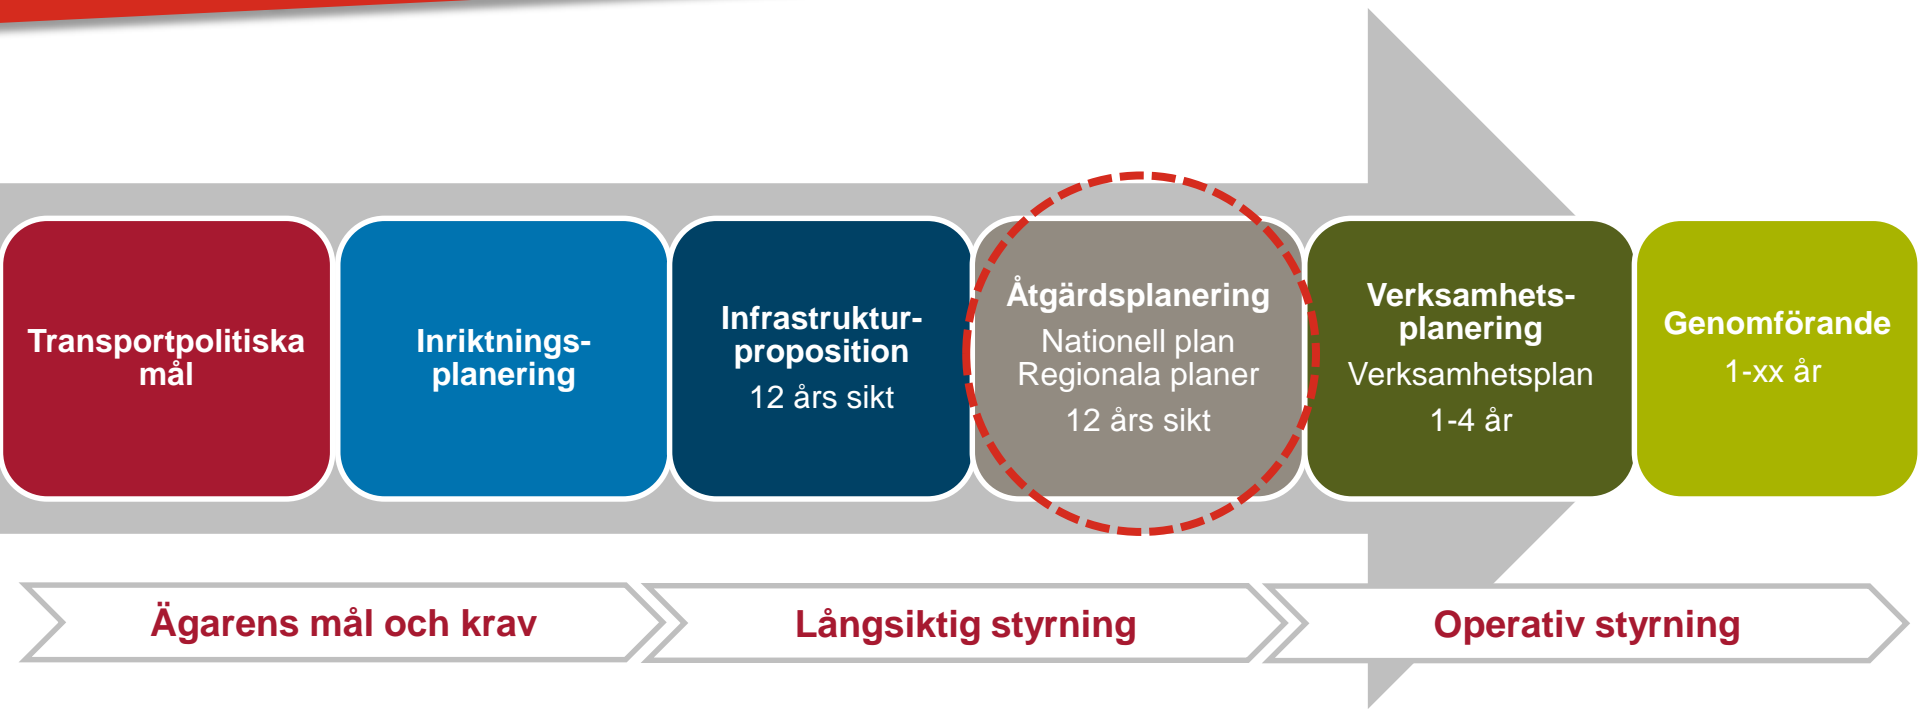 Transportpolitiska
mål
Inriktnings-
planering
Infrastruktur-
proposition
12 års sikt
Åtgärdsplanering
Nationell plan
Regionala planer
12 års sikt
Verksamhets-
planering
Verksamhetsplan
1-4 år
Genomförande
1-xx år
Ägarens mål och krav
Långsiktig styrning
Operativ styrning